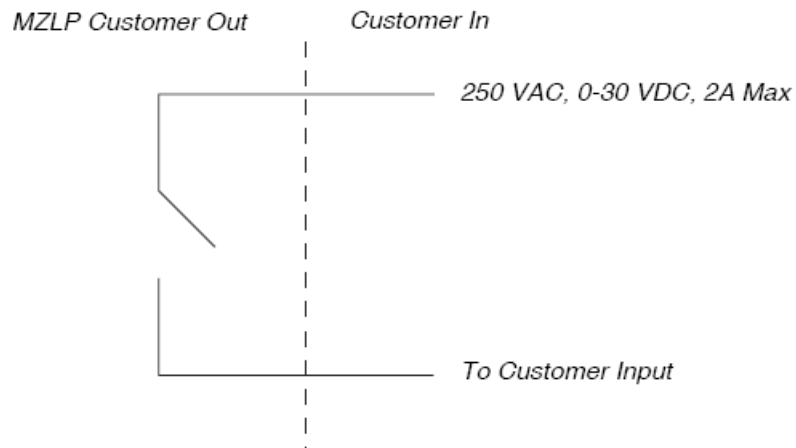 MZLP Customer Out
Customer In
250 VAC, 0-30 VDC, 2A Max
To Customer Input